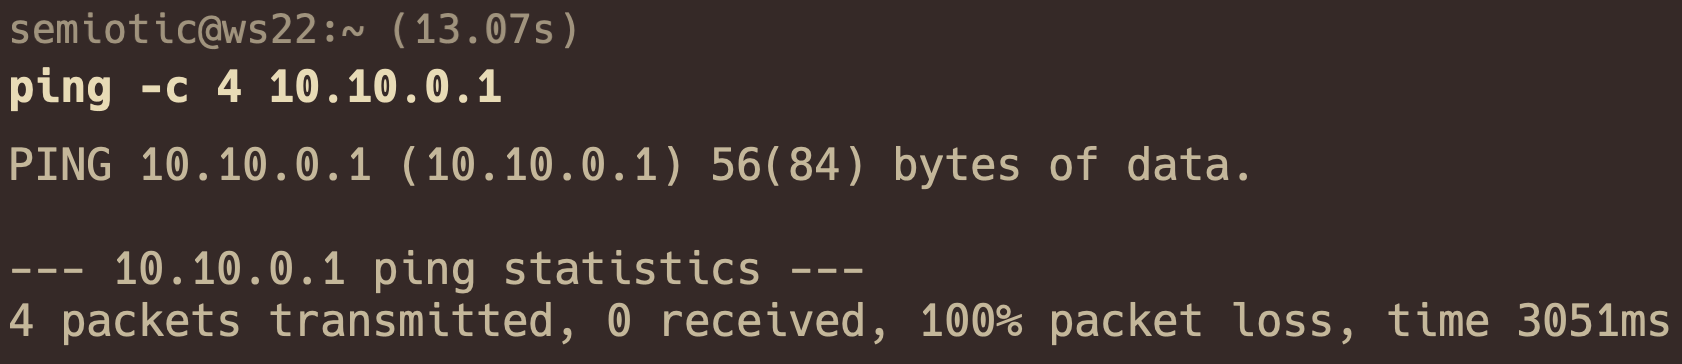 semiotic@ws22:~ (13.07s)
ping -c 4 10.10.0.1
PING 10.10.0.1 (10.10.0.1) 56(84) bytes of data.
--- 10.10.0.1 ping statistics ---
4 packets transmitted, 0 received, 100% packet loss, time 3051ms